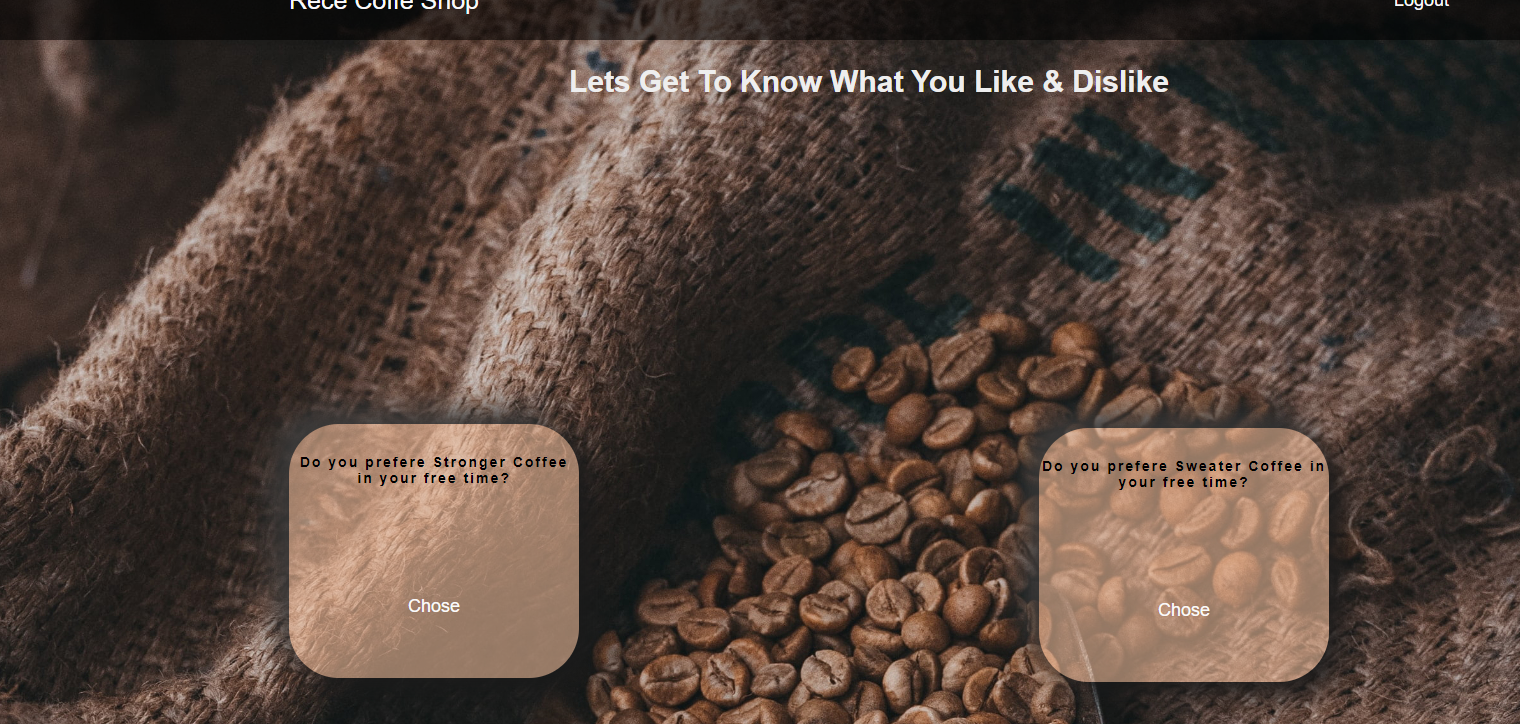 Rece Coffe Shop
Logout
Lets Get To Know What You Like & Dislike
Do you prefere Stronger Coffee
in your free time?
Chose
Do you prefere Sweater Coffee in
your free time?
Chose
IN